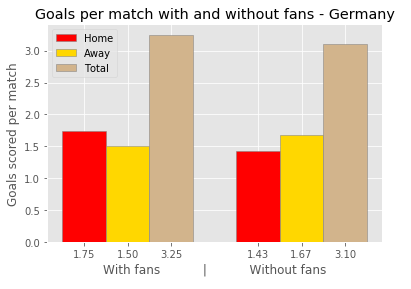 Goals per match with and without fans - Germany
Home
Away
Total
Goals scored per match
3.0
2.5
2.0
1.5
1.0
0.5
0.0
1.75 1.50 3.25 1.43 1.67 3.10
With fans | Without fans